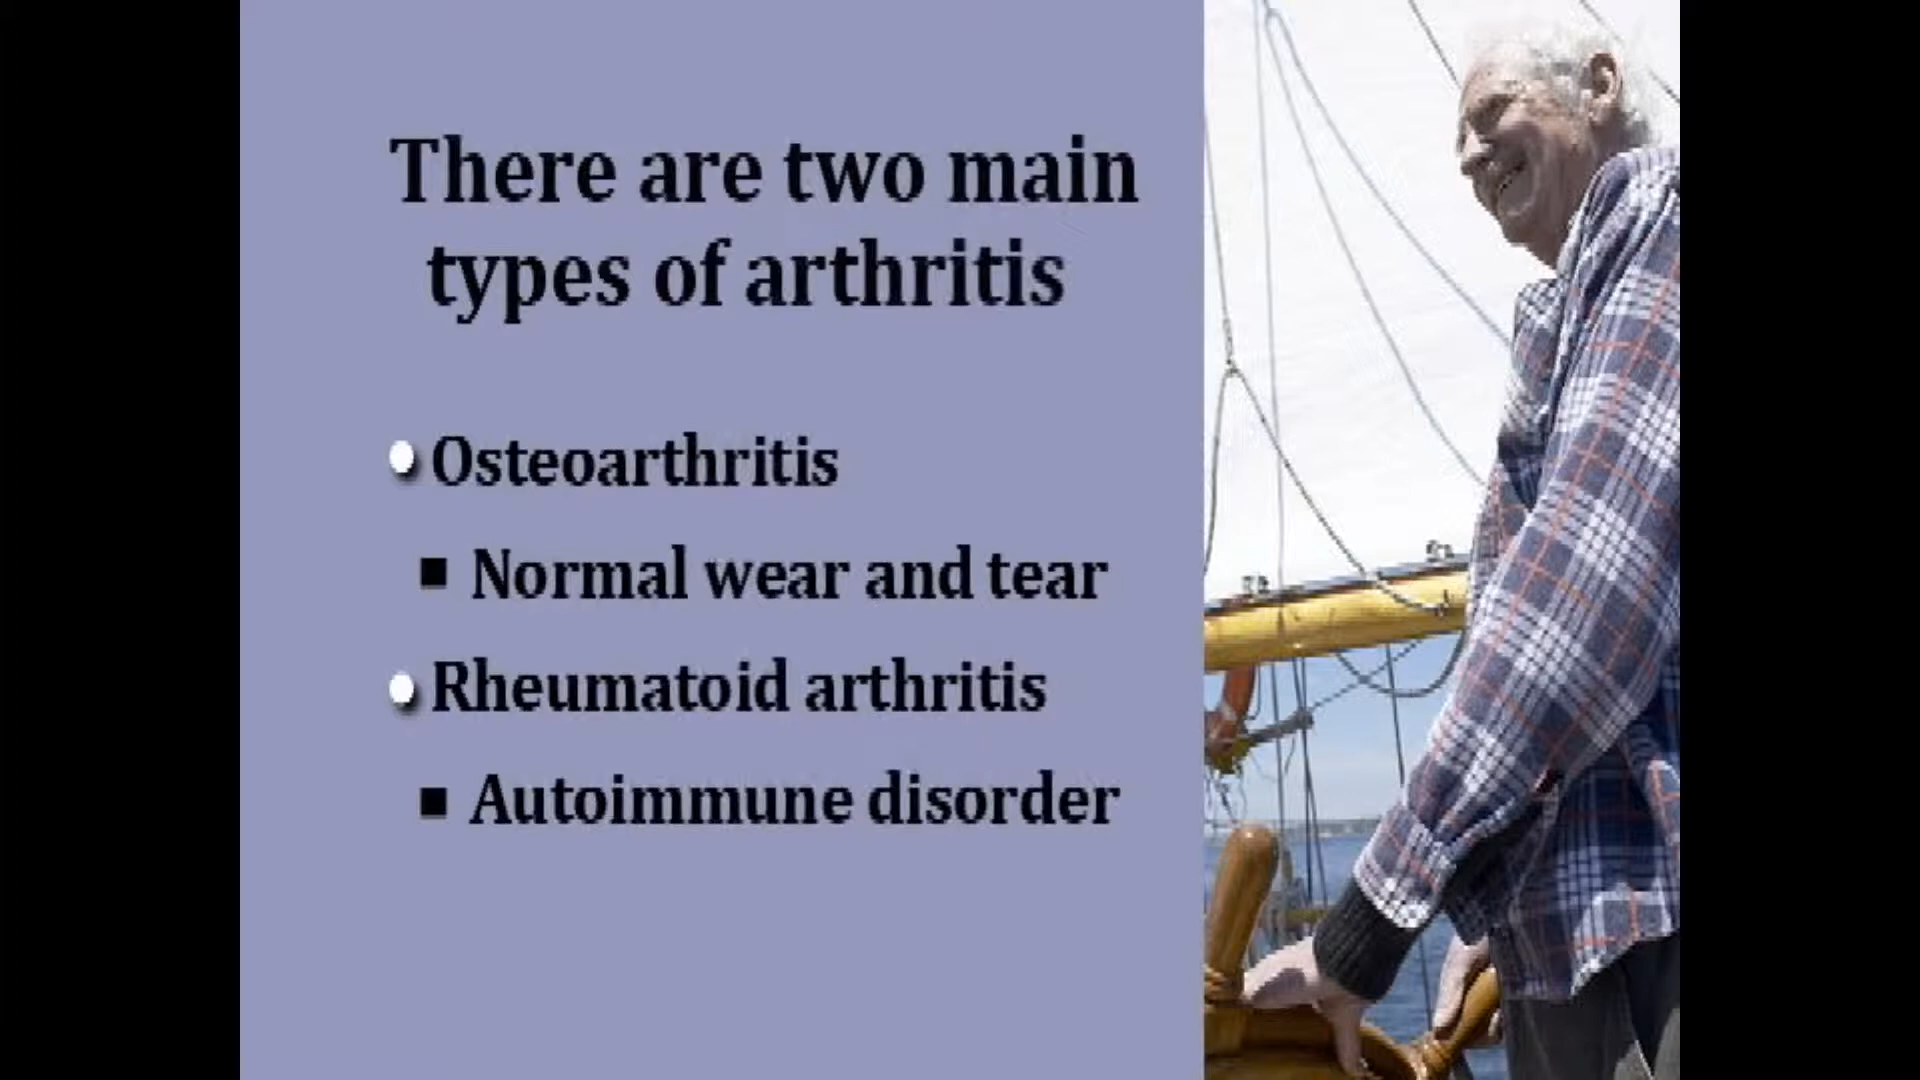 There are two main
types of arthritis
Osteoarthritis
Normal wear and tear
Rheumatoid arthritis
Autoimmune disorder